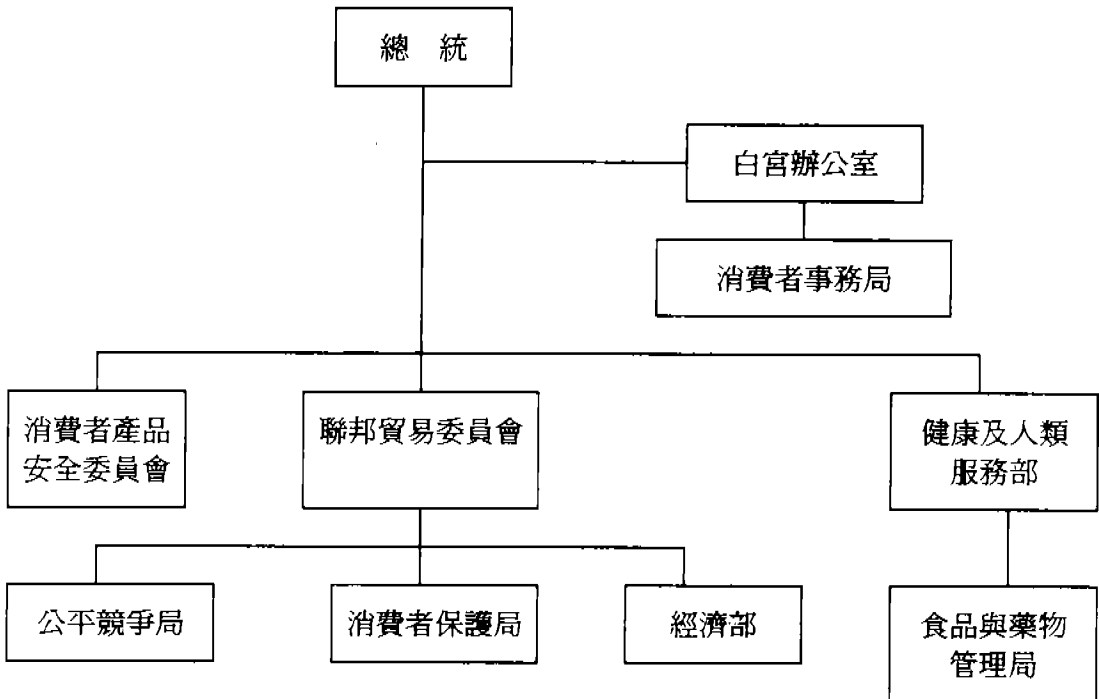 總 統
白宮辦公室
消費者事務局
消費者產品
安全委員會
聯邦貿易委員會
健康及人類
服務部
公平競爭局
消費者保護局
經濟部
食品與藥物
管理局